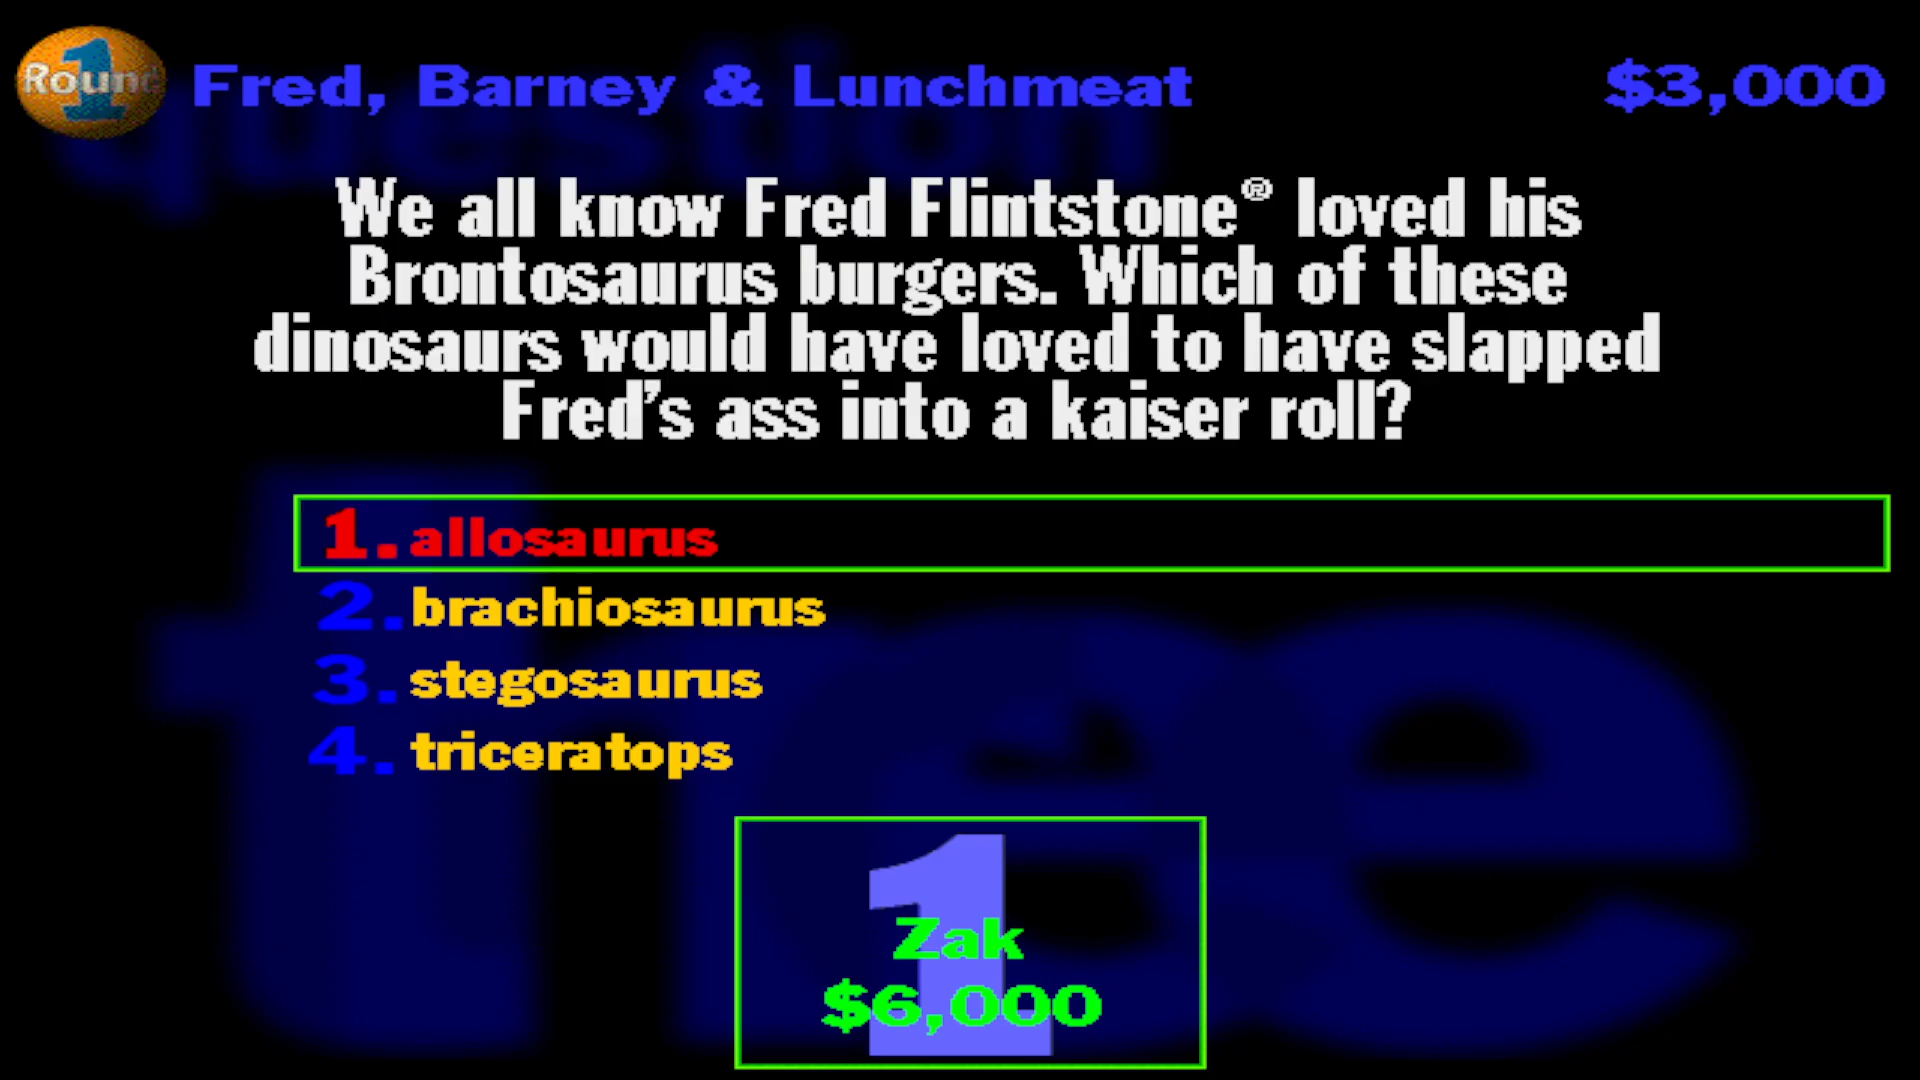 Round 1
Fred, Barney & Lunchmeat
$3,000
question
We all know Fred Flintstone® loved his
Brontosaurus burgers. Which of these
dinosaurs would have loved to have slapped
Fred's ass into a kaiser roll?
1. allosaurus
2. brachiosaurus
3. stegosaurus
4. triceratops
three
1
Zak
$6,000